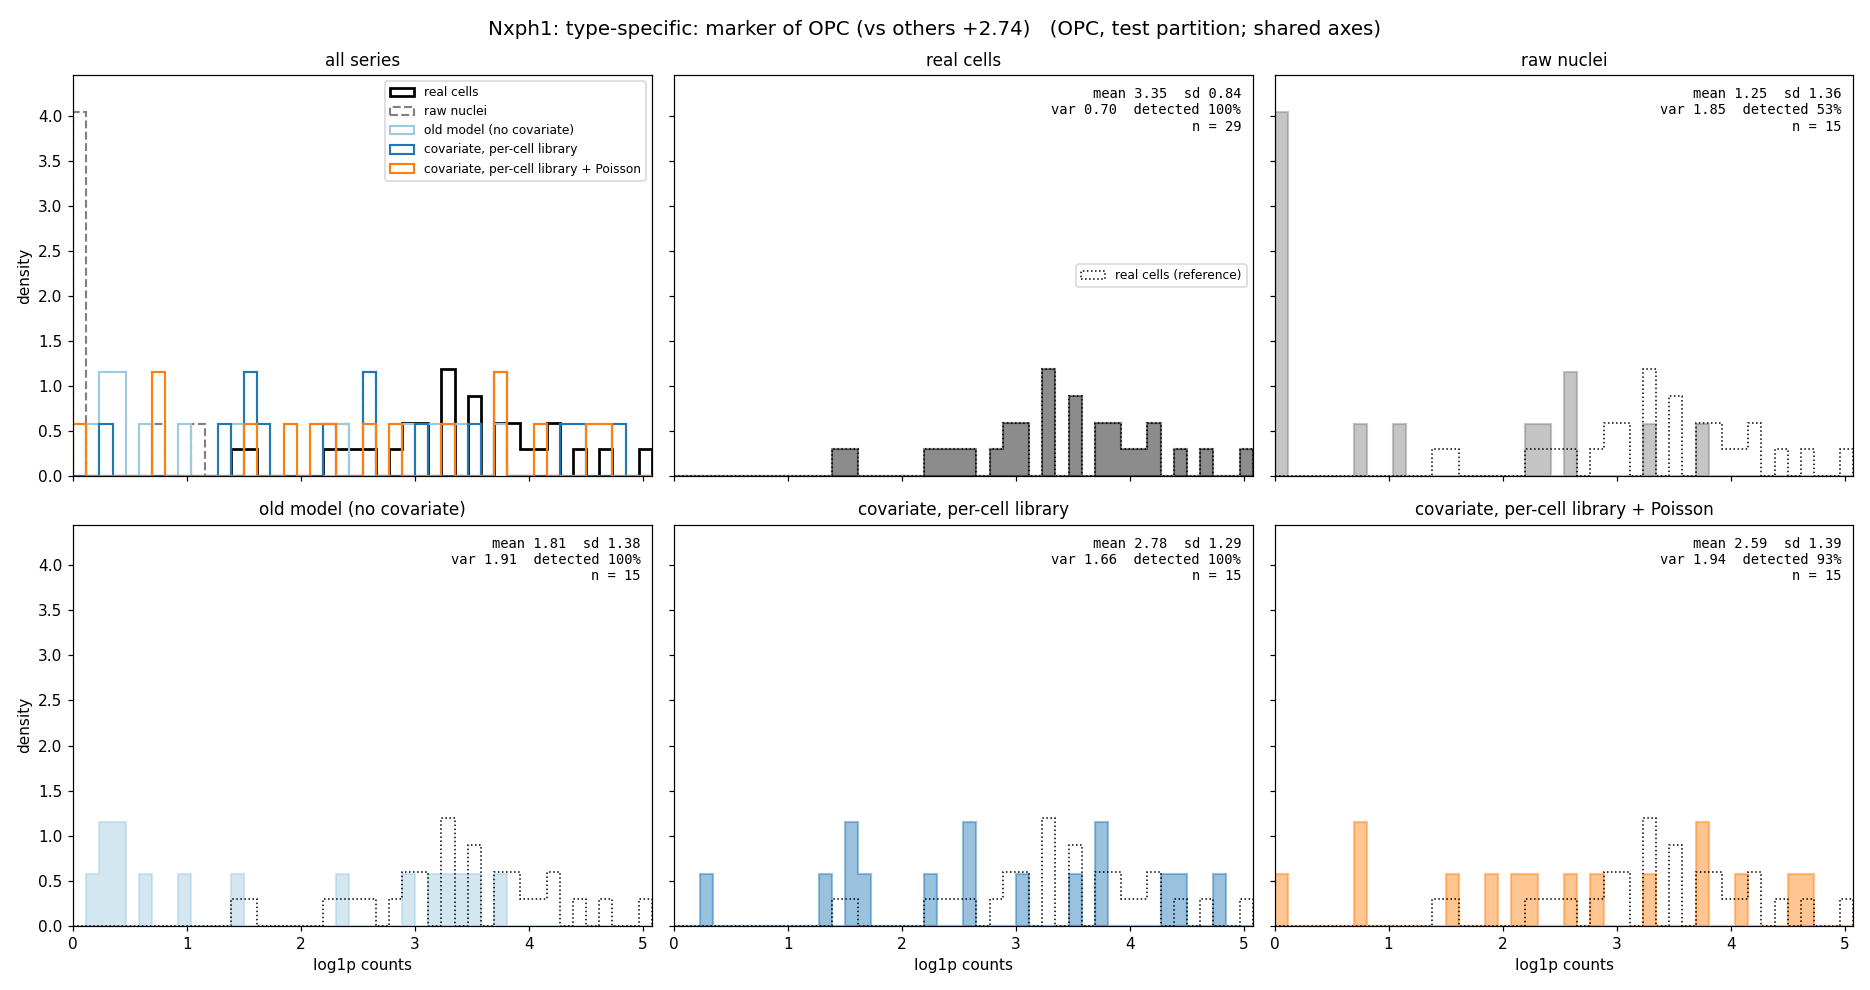 Nxph1: type-specific: marker of OPC (vs others +2.74)   (OPC, test partition; shared axes)
all series
real cells
raw nuclei
old model (no covariate)
covariate, per-cell library
covariate, per-cell library + Poisson
density
4.0
3.5
3.0
2.5
2.0
1.5
1.0
0.5
0.0
real cells
mean 3.35  sd 0.84
var 0.70  detected 100%
n = 29
real cells (reference)
raw nuclei
mean 1.25  sd 1.36
var 1.85  detected 53%
n = 15
old model (no covariate)
mean 1.81  sd 1.38
var 1.91  detected 100%
n = 15
density
4.0
3.5
3.0
2.5
2.0
1.5
1.0
0.5
0.0
0 1 2 3 4 5
log1p counts
covariate, per-cell library
mean 2.78  sd 1.29
var 1.66  detected 100%
n = 15
0 1 2 3 4 5
log1p counts
covariate, per-cell library + Poisson
mean 2.59  sd 1.39
var 1.94  detected 93%
n = 15
0 1 2 3 4 5
log1p counts